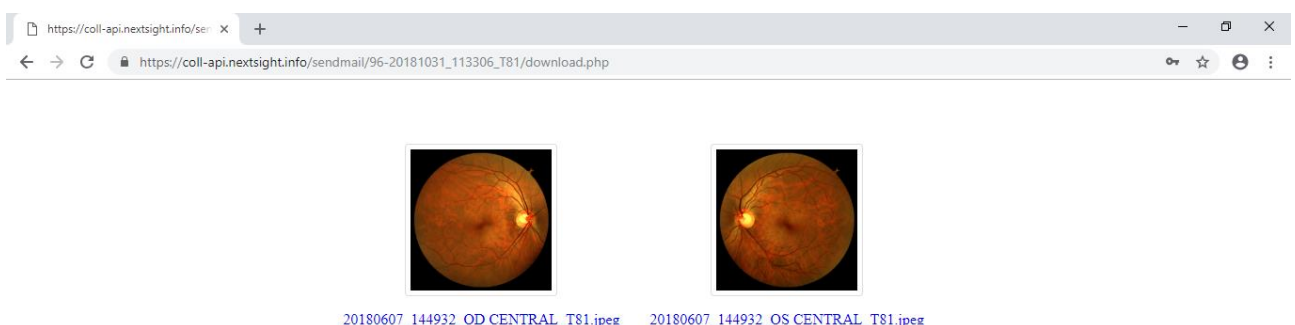 https://coll-api.nextsight.info/ser
https://coll-api.nextsight.info/sendmail/96-20181031_113306_T81/download.php
20180607_144932_OD CENTRAL_T81.jpeg
20180607_144932_OS CENTRAL_T81.jpeg